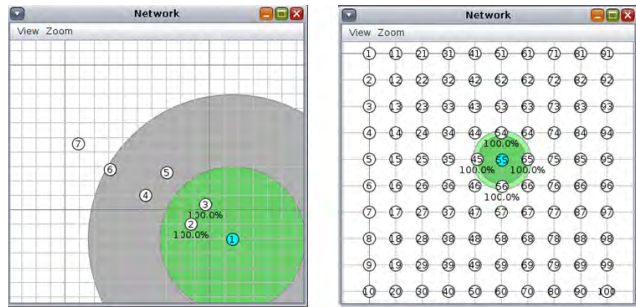 Network
View Zoom
7
6
5
4
3
100.0%
2
100.0%
1
Network
View Zoom
1 11 21 31 41 51 61 71 81 91
2 12 22 32 42 52 62 72 82 92
3 13 23 33 43 53 63 73 83 93
4 14 24 34 44 54 64 74 84 94
100.0%
5 15 25 35 45 55 65 75 85 95
100.0% 100.0%
6 16 26 36 46 56 66 76 86 96
100.0%
7 17 27 37 47 57 67 77 87 97
8 18 28 38 48 58 68 78 88 98
9 19 29 39 49 59 69 79 89 99
10 20 30 40 50 60 70 80 90 100